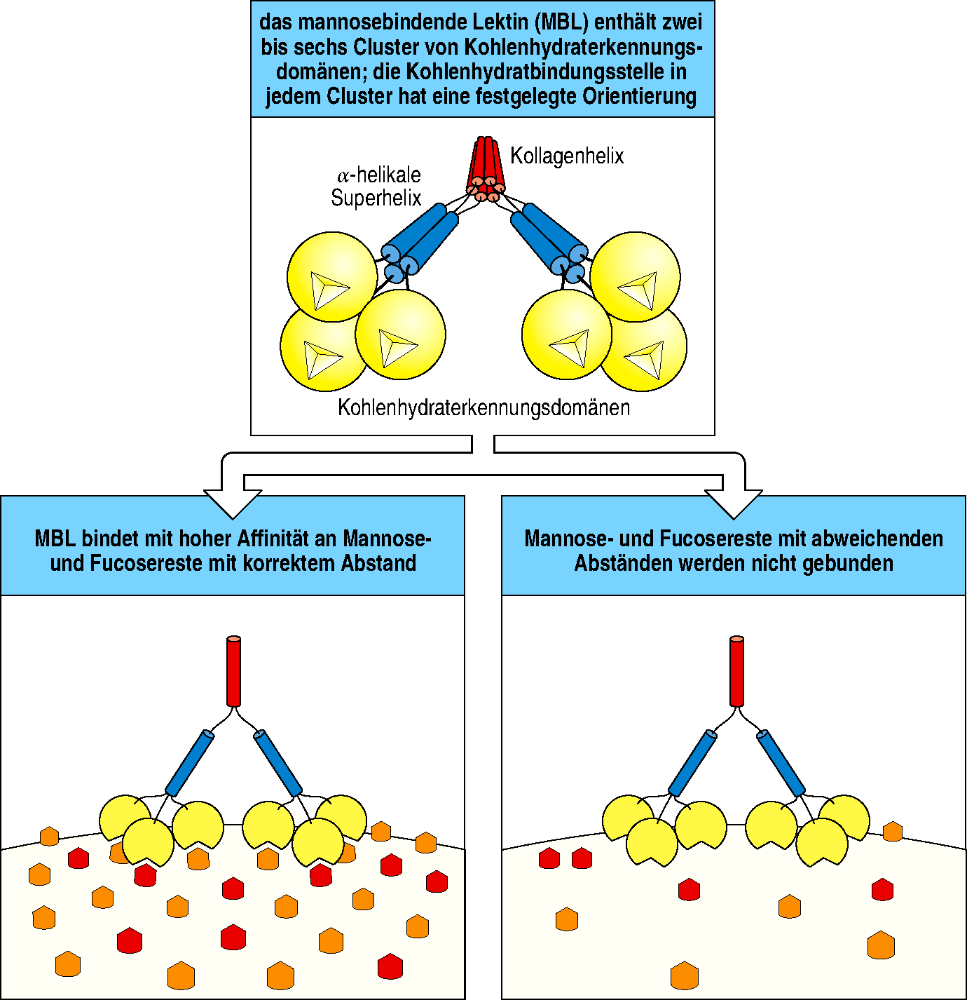 das mannosebindende Lektin (MBL) enthält zwei
bis sechs Cluster von Kohlenhydraterkennungs-
domänen; die Kohlenhydratbindungsstelle in
jedem Cluster hat eine festgelegte Orientierung
Kollagenhelix
α-helikale
Superhelix
Kohlenhydraterkennungsdomänen
MBL bindet mit hoher Affinität an Mannose-
und Fucosereste mit korrektem Abstand
Mannose- und Fucosereste mit abweichenden
Abständen werden nicht gebunden